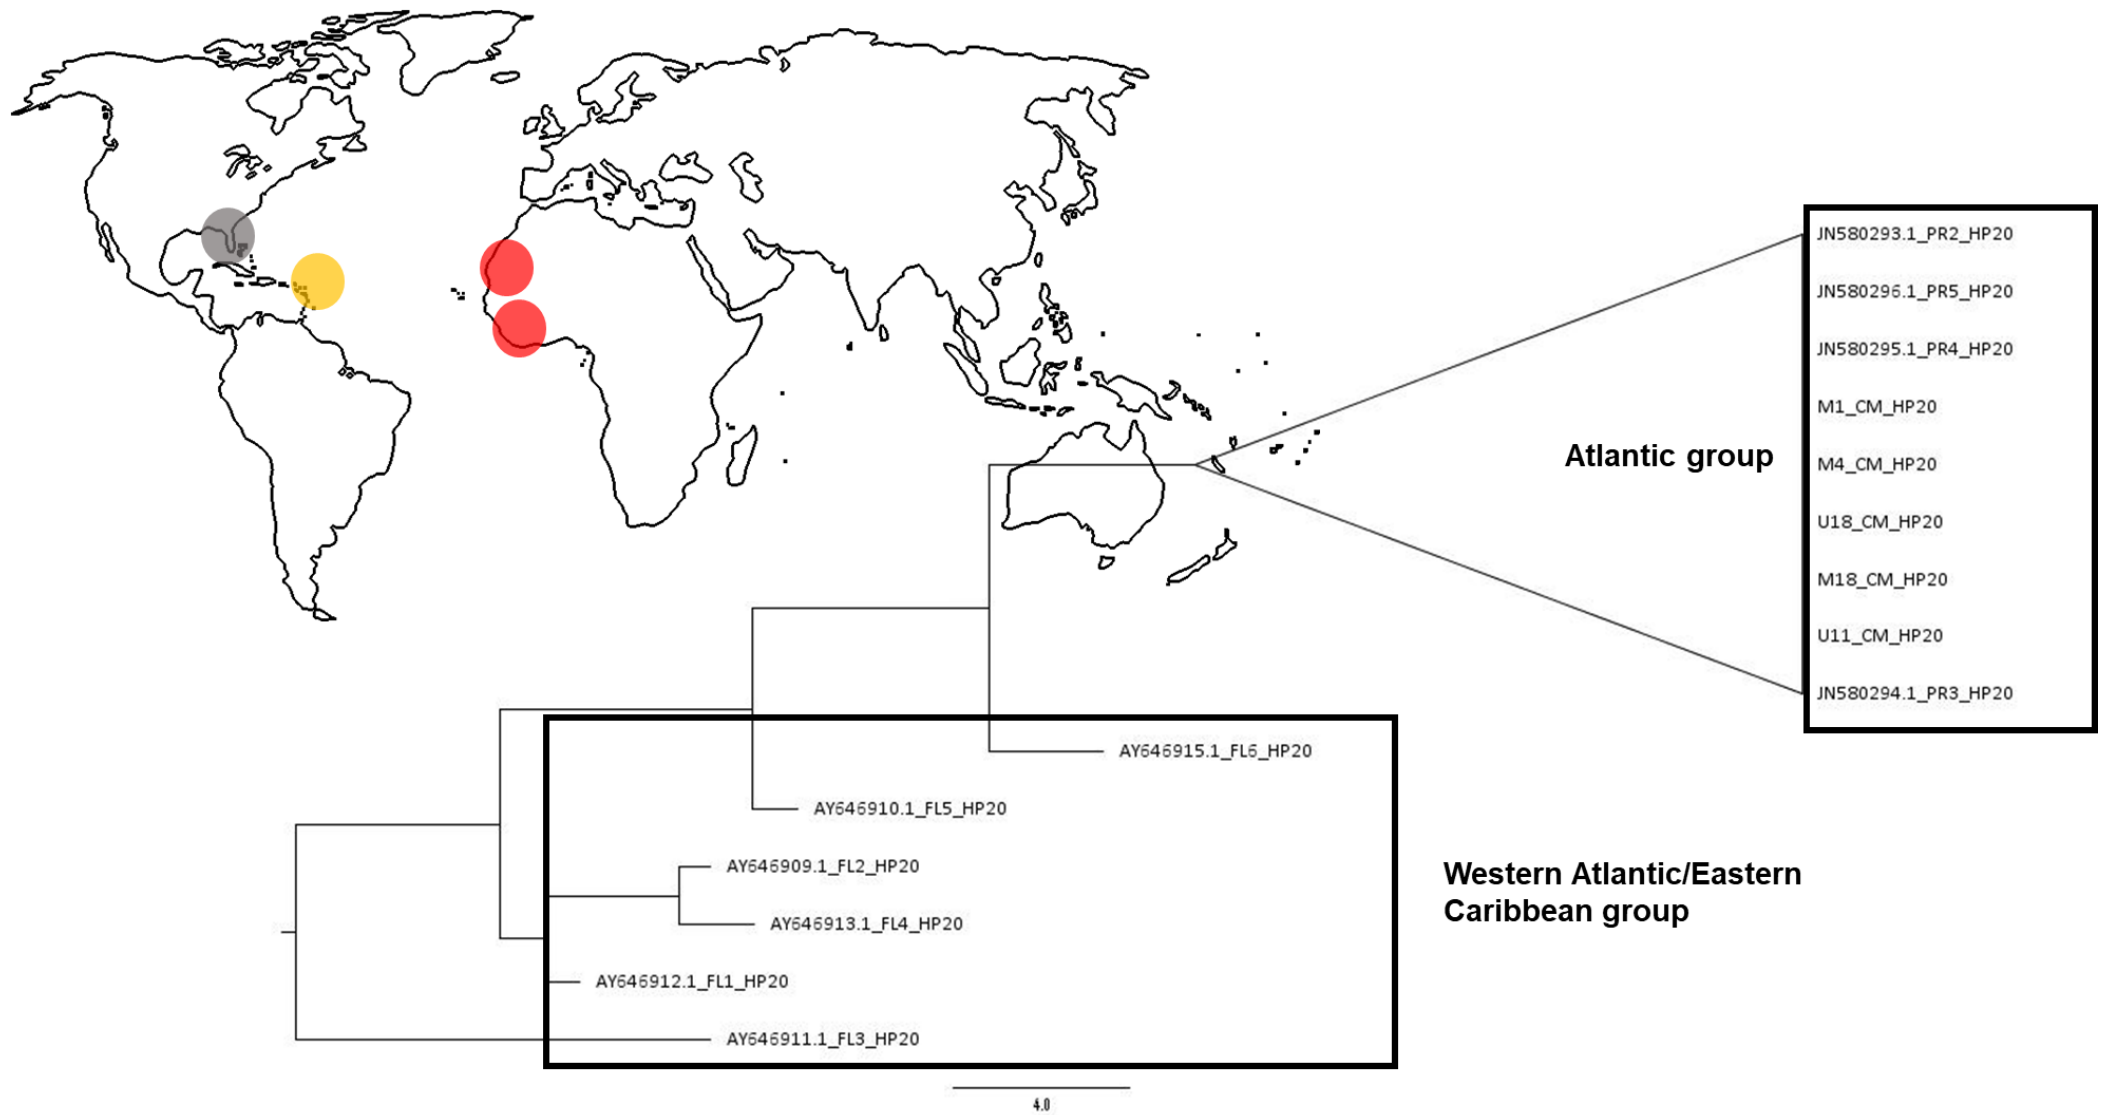 JN580293.1_PR2_HP20
JN580296.1_PR5_HP20
JN580295.1_PR4_HP20
M1_CM_HP20
Atlantic group
M4_CM_HP20
U18_CM_HP20
M18_CM_HP20
U11_CM_HP20
JN580294.1_PR3_HP20
AY646915.1_FL6_HP20
AY646910.1_FL5_HP20
AY646909.1_FL2_HP20
AY646913.1_FL4_HP20
AY646912.1_FL1_HP20
AY646911.1_FL3_HP20
Western Atlantic/Eastern
Caribbean group
4.0